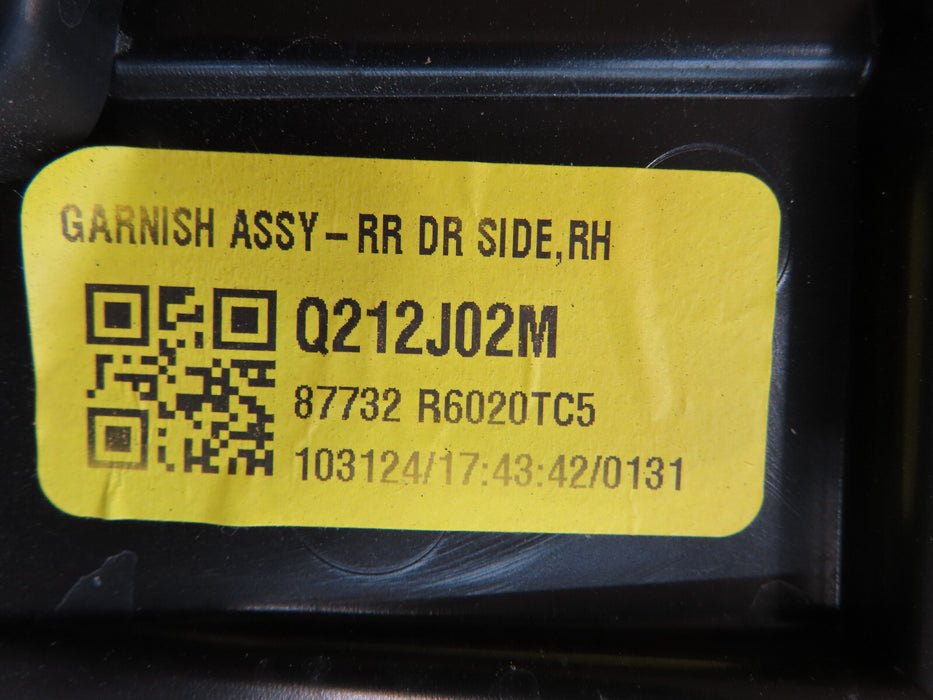 GARNISH ASSY-RR DR SIDE,RH
Q212J02M
87732 R6020TC5
103124/17:43:42/0131